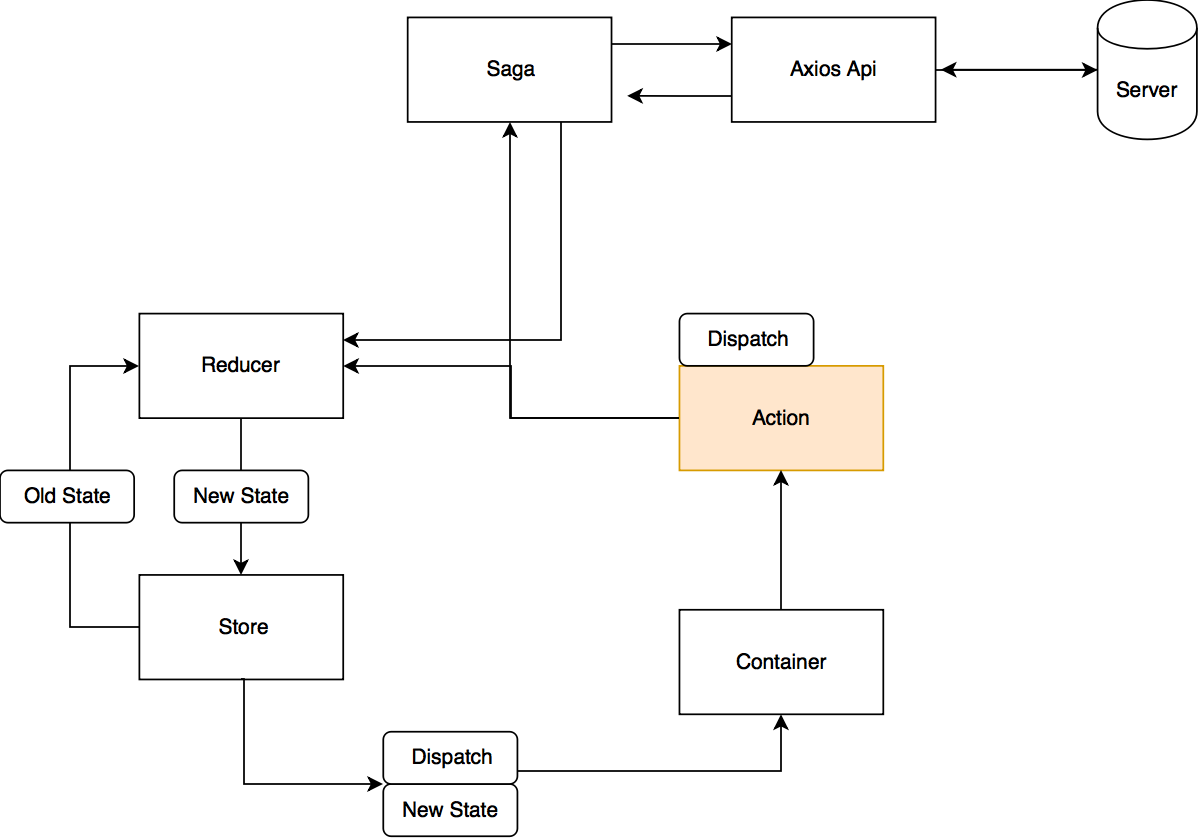 Saga
Axios Api
Server
Dispatch
Reducer
Action
Old State
New State
Store
Container
Dispatch
New State